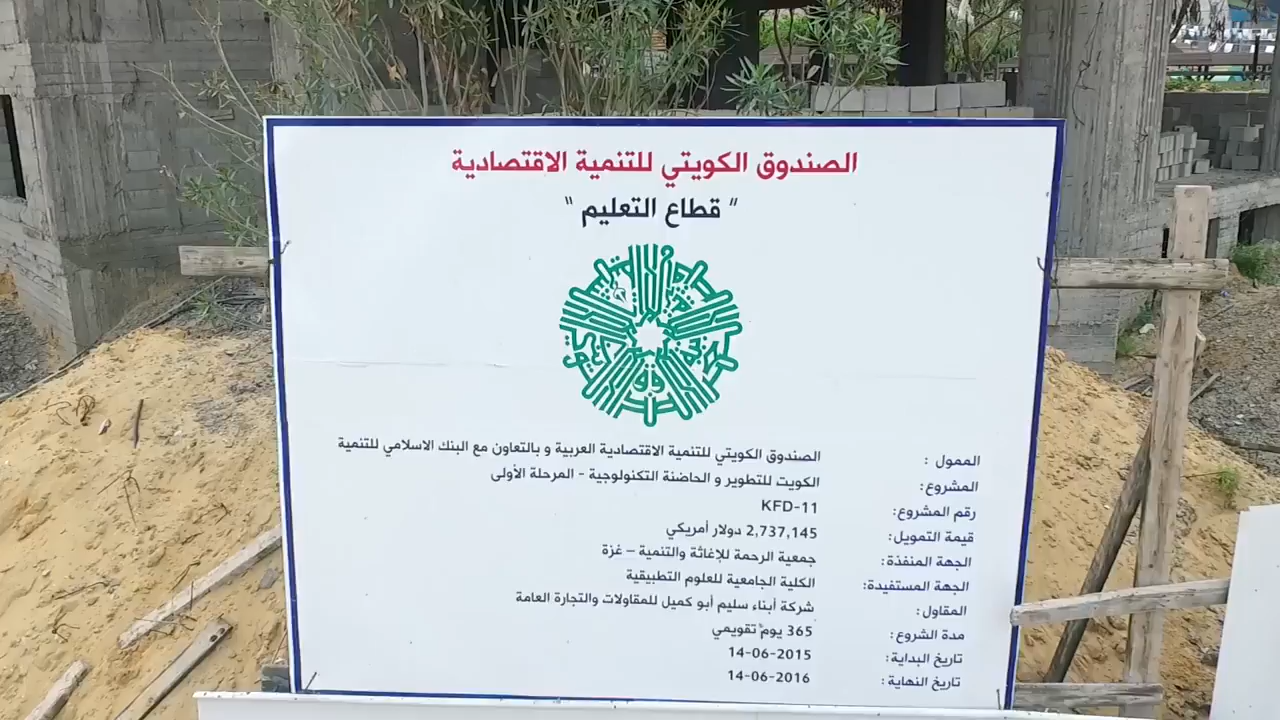 الصندوق الكويتي للتنمية الاقتصادية
" قطاع التعليم "
الممول : الصندوق الكويتي للتنمية الاقتصادية العربية و بالتعاون مع البنك الاسلامي للتنمية
المشروع: الكويت للتطوير و الحاضنة التكنولوجية - المرحلة الأولى
رقم المشروع: KFD-11
قيمة التمويل: 2,737,145 دولار أمريكي
الجهة المنفذة: جمعية الرحمة للإغاثة والتنمية – غزة
الجهة المستفيدة: الكلية الجامعية للعلوم التطبيقية
المقاول: شركة أبناء سليم أبو كميل للمقاولات والتجارة العامة
مدة الشروع: 365 يوم تقويمي
تاريخ البداية: 14-06-2015
تاريخ النهاية: 14-06-2016